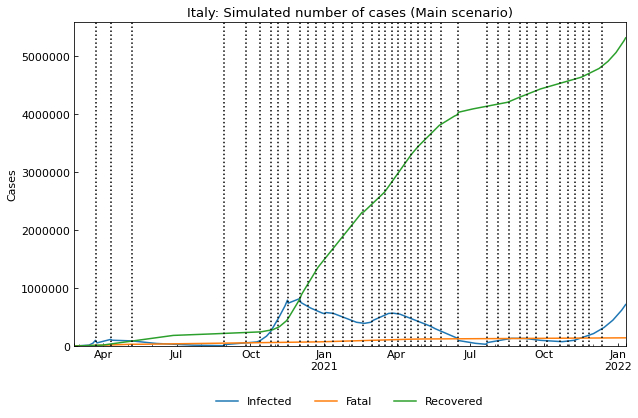 Italy: Simulated number of cases (Main scenario)
5000000
4000000
3000000
2000000
1000000
0
Cases
Apr Jul Oct Jan Apr Jul Oct Jan
2021 2022
Infected Fatal Recovered